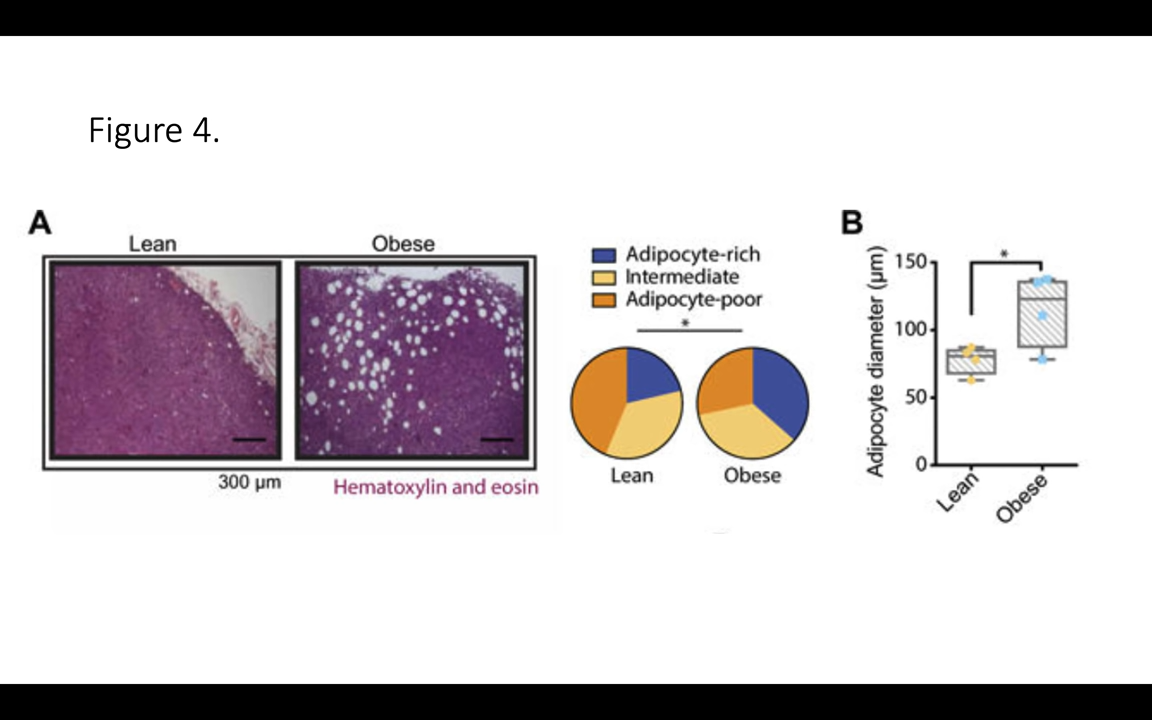 Figure 4.
A
Lean
Obese
300 µm
Hematoxylin and eosin
Adipocyte-rich
Intermediate
Adipocyte-poor
*
Lean
Obese
B
Adipocyte diameter (µm)
150
100
50
0
*
Lean
Obese